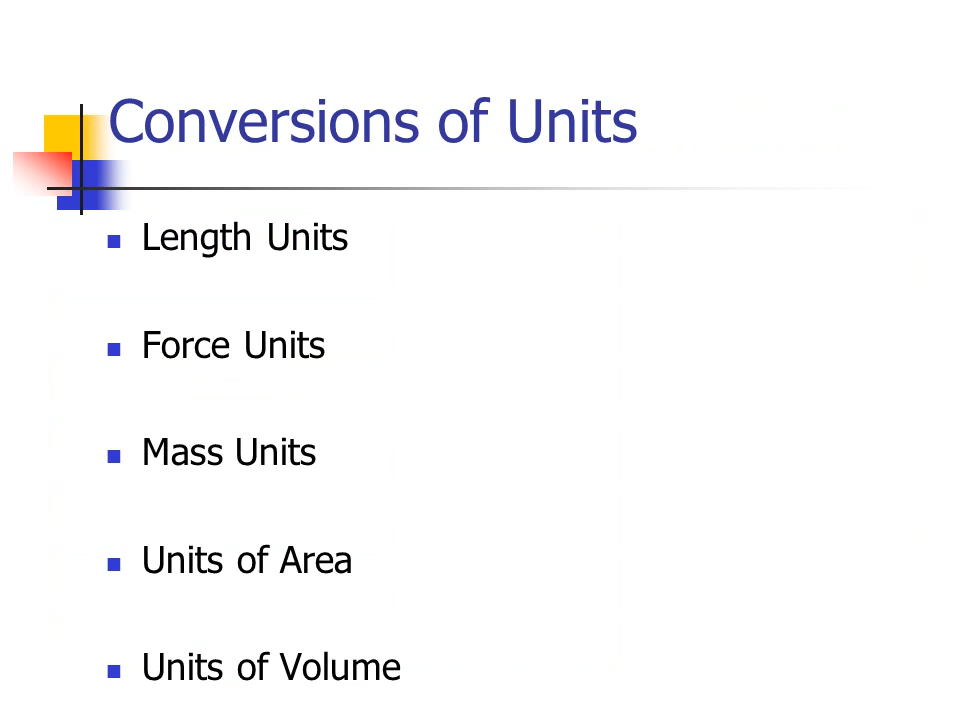 Conversions of Units
Length Units
Force Units
Mass Units
Units of Area
Units of Volume